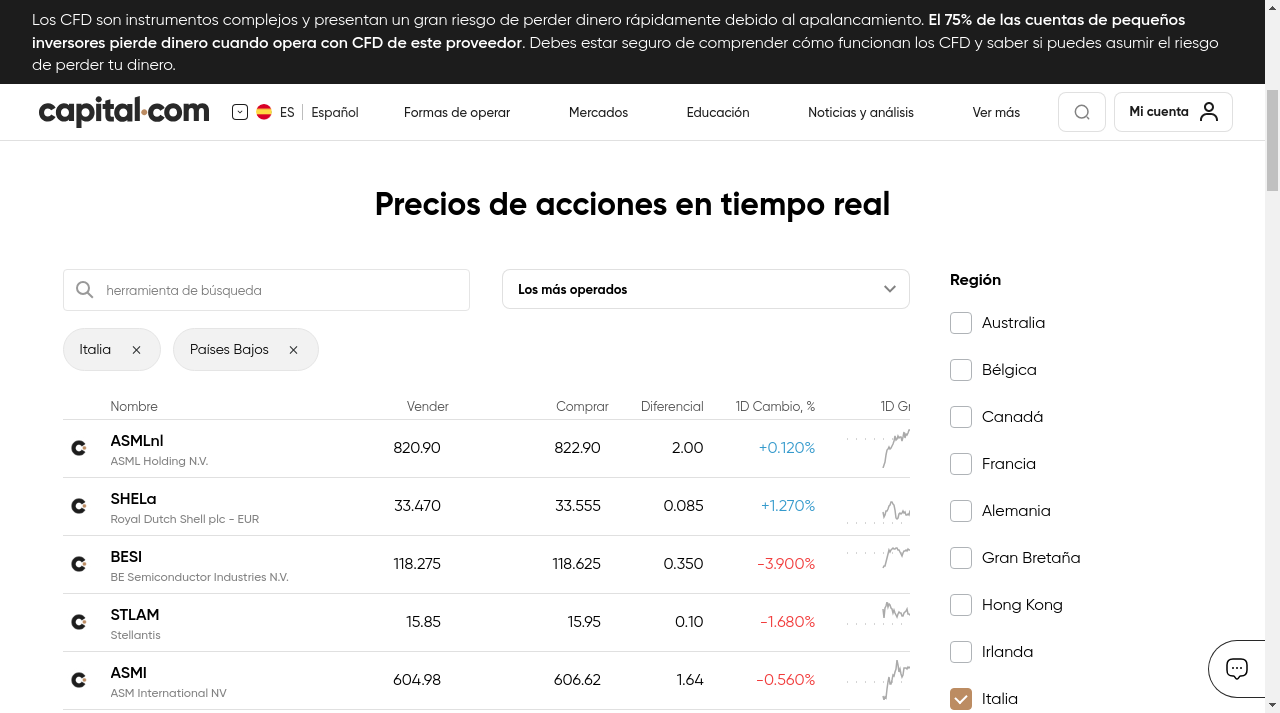 Los CFD son instrumentos complejos y presentan un gran riesgo de perder dinero rápidamente debido al apalancamiento. El 75% de las cuentas de pequeños
inversores pierde dinero cuando opera con CFD de este proveedor. Debes estar seguro de comprender cómo funcionan los CFD y saber si puedes asumir el riesgo
de perder tu dinero.
capital.com ES Español Formas de operar Mercados Educación Noticias y análisis Ver más Mi cuenta
Precios de acciones en tiempo real
herramienta de búsqueda Los más operados
Italia × Países Bajos ×
Nombre Vender Comprar Diferencial 1D Cambio, %
ASMLnl
ASML Holding N.V.
820.90 822.90 2.00 +0.120%
SHELa
Royal Dutch Shell plc - EUR
33.470 33.555 0.085 +1.270%
BESI
BE Semiconductor Industries N.V.
118.275 118.625 0.350 -3.900%
STLAM
Stellantis
15.85 15.95 0.10 -1.680%
ASMI
ASM International NV
604.98 606.62 1.64 -0.560%
Región
Australia
Bélgica
Canadá
Francia
Alemania
Gran Bretaña
Hong Kong
Irlanda
Italia